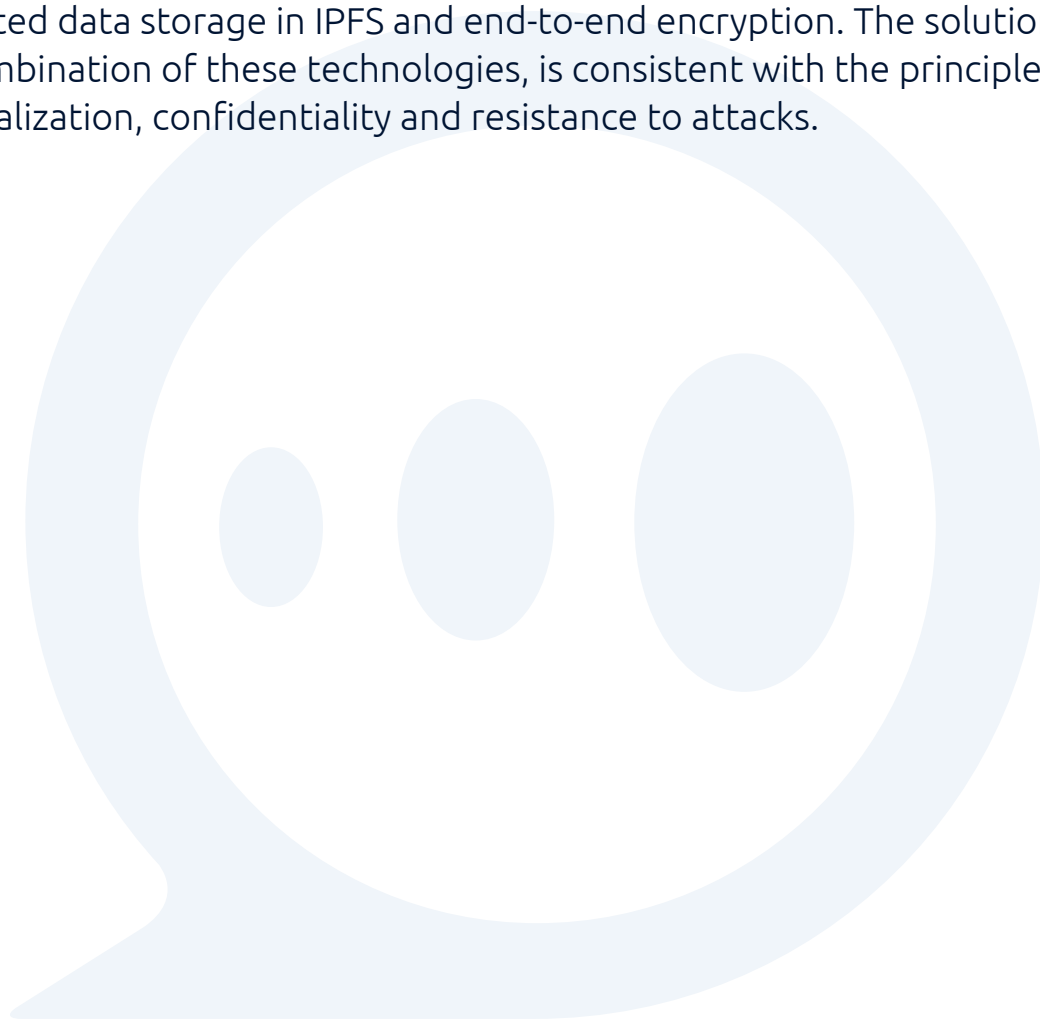 ted data storage in IPFS and end-to-end encryption. The solutio
mbination of these technologies, is consistent with the principle
alization, confidentiality and resistance to attacks.